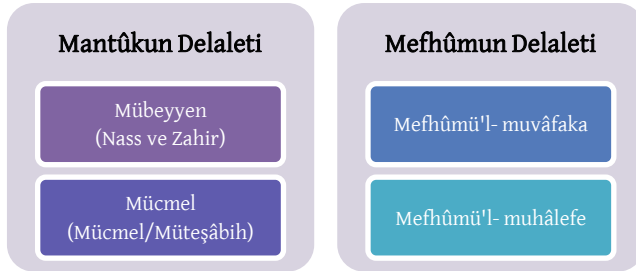 Mantûkun Delaleti
Mübeyyen
(Nass ve Zahir)
Mücmel
(Mücmel/Müteşâbih)
Mefhûmun Delaleti
Mefhûmü'l- muvâfaka
Mefhûmü'l- muhâlefe